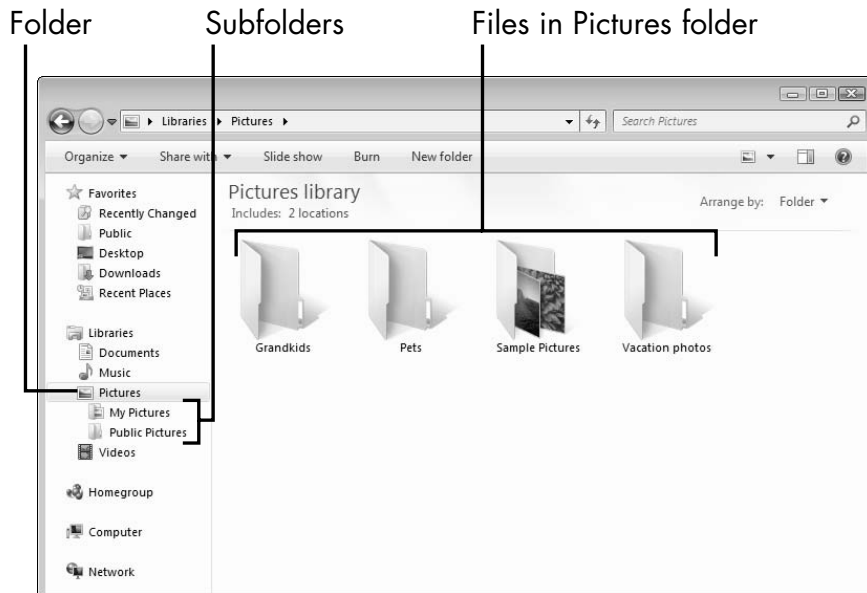 Folder Subfolders Files in Pictures folder
Libraries Pictures Search Pictures
Organize Share with Slide show Burn New folder
Favorites
Recently Changed
Public
Desktop
Downloads
Recent Places
Libraries
Documents
Music
Pictures
My Pictures
Public Pictures
Videos
Homegroup
Computer
Network
Pictures library
Includes: 2 locations
Arrange by: Folder
Grandkids Pets Sample Pictures Vacation photos